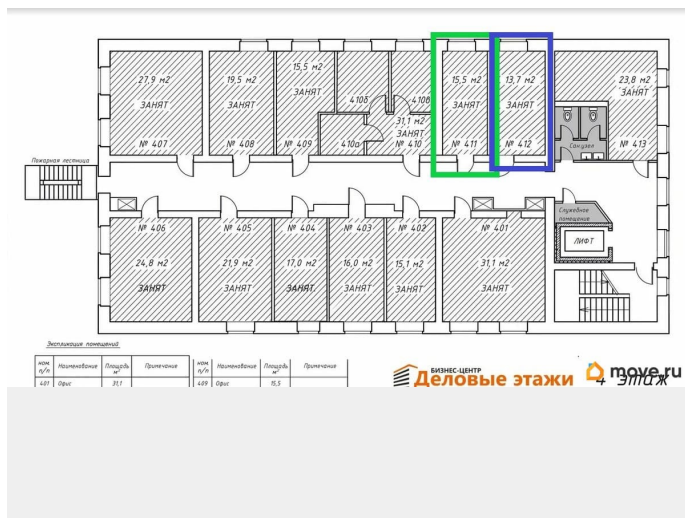 27,9 м2
ЗАНЯТ
№ 407
19,5 м2
ЗАНЯТ
№ 408
15,5 м2
ЗАНЯТ
№ 409
410б
410в
410а
31,1 м2
ЗАНЯТ
№ 410
15,5 м2
ЗАНЯТ
№ 411
13,7 м2
ЗАНЯТ
№ 412
23,8 м2
ЗАНЯТ
№ 413
Санузел
Пожарная лестница
№ 406
24,8 м2
ЗАНЯТ
№ 405
21,9 м2
ЗАНЯТ
№ 404
17,0 м2
ЗАНЯТ
№ 403
16,0 м2
ЗАНЯТ
№ 402
15,1 м2
ЗАНЯТ
№ 401
31,1 м2
ЗАНЯТ
Служебное
помещение
ЛИФТ
Экспликация помещений
ном п/п Наименование Площадь м² Примечание
401 Офис 31,1
ном п/п Наименование Площадь м² Примечание
409 Офис 15,5
БИЗНЕС-ЦЕНТР
Деловые этажи
4 этаж
move.ru